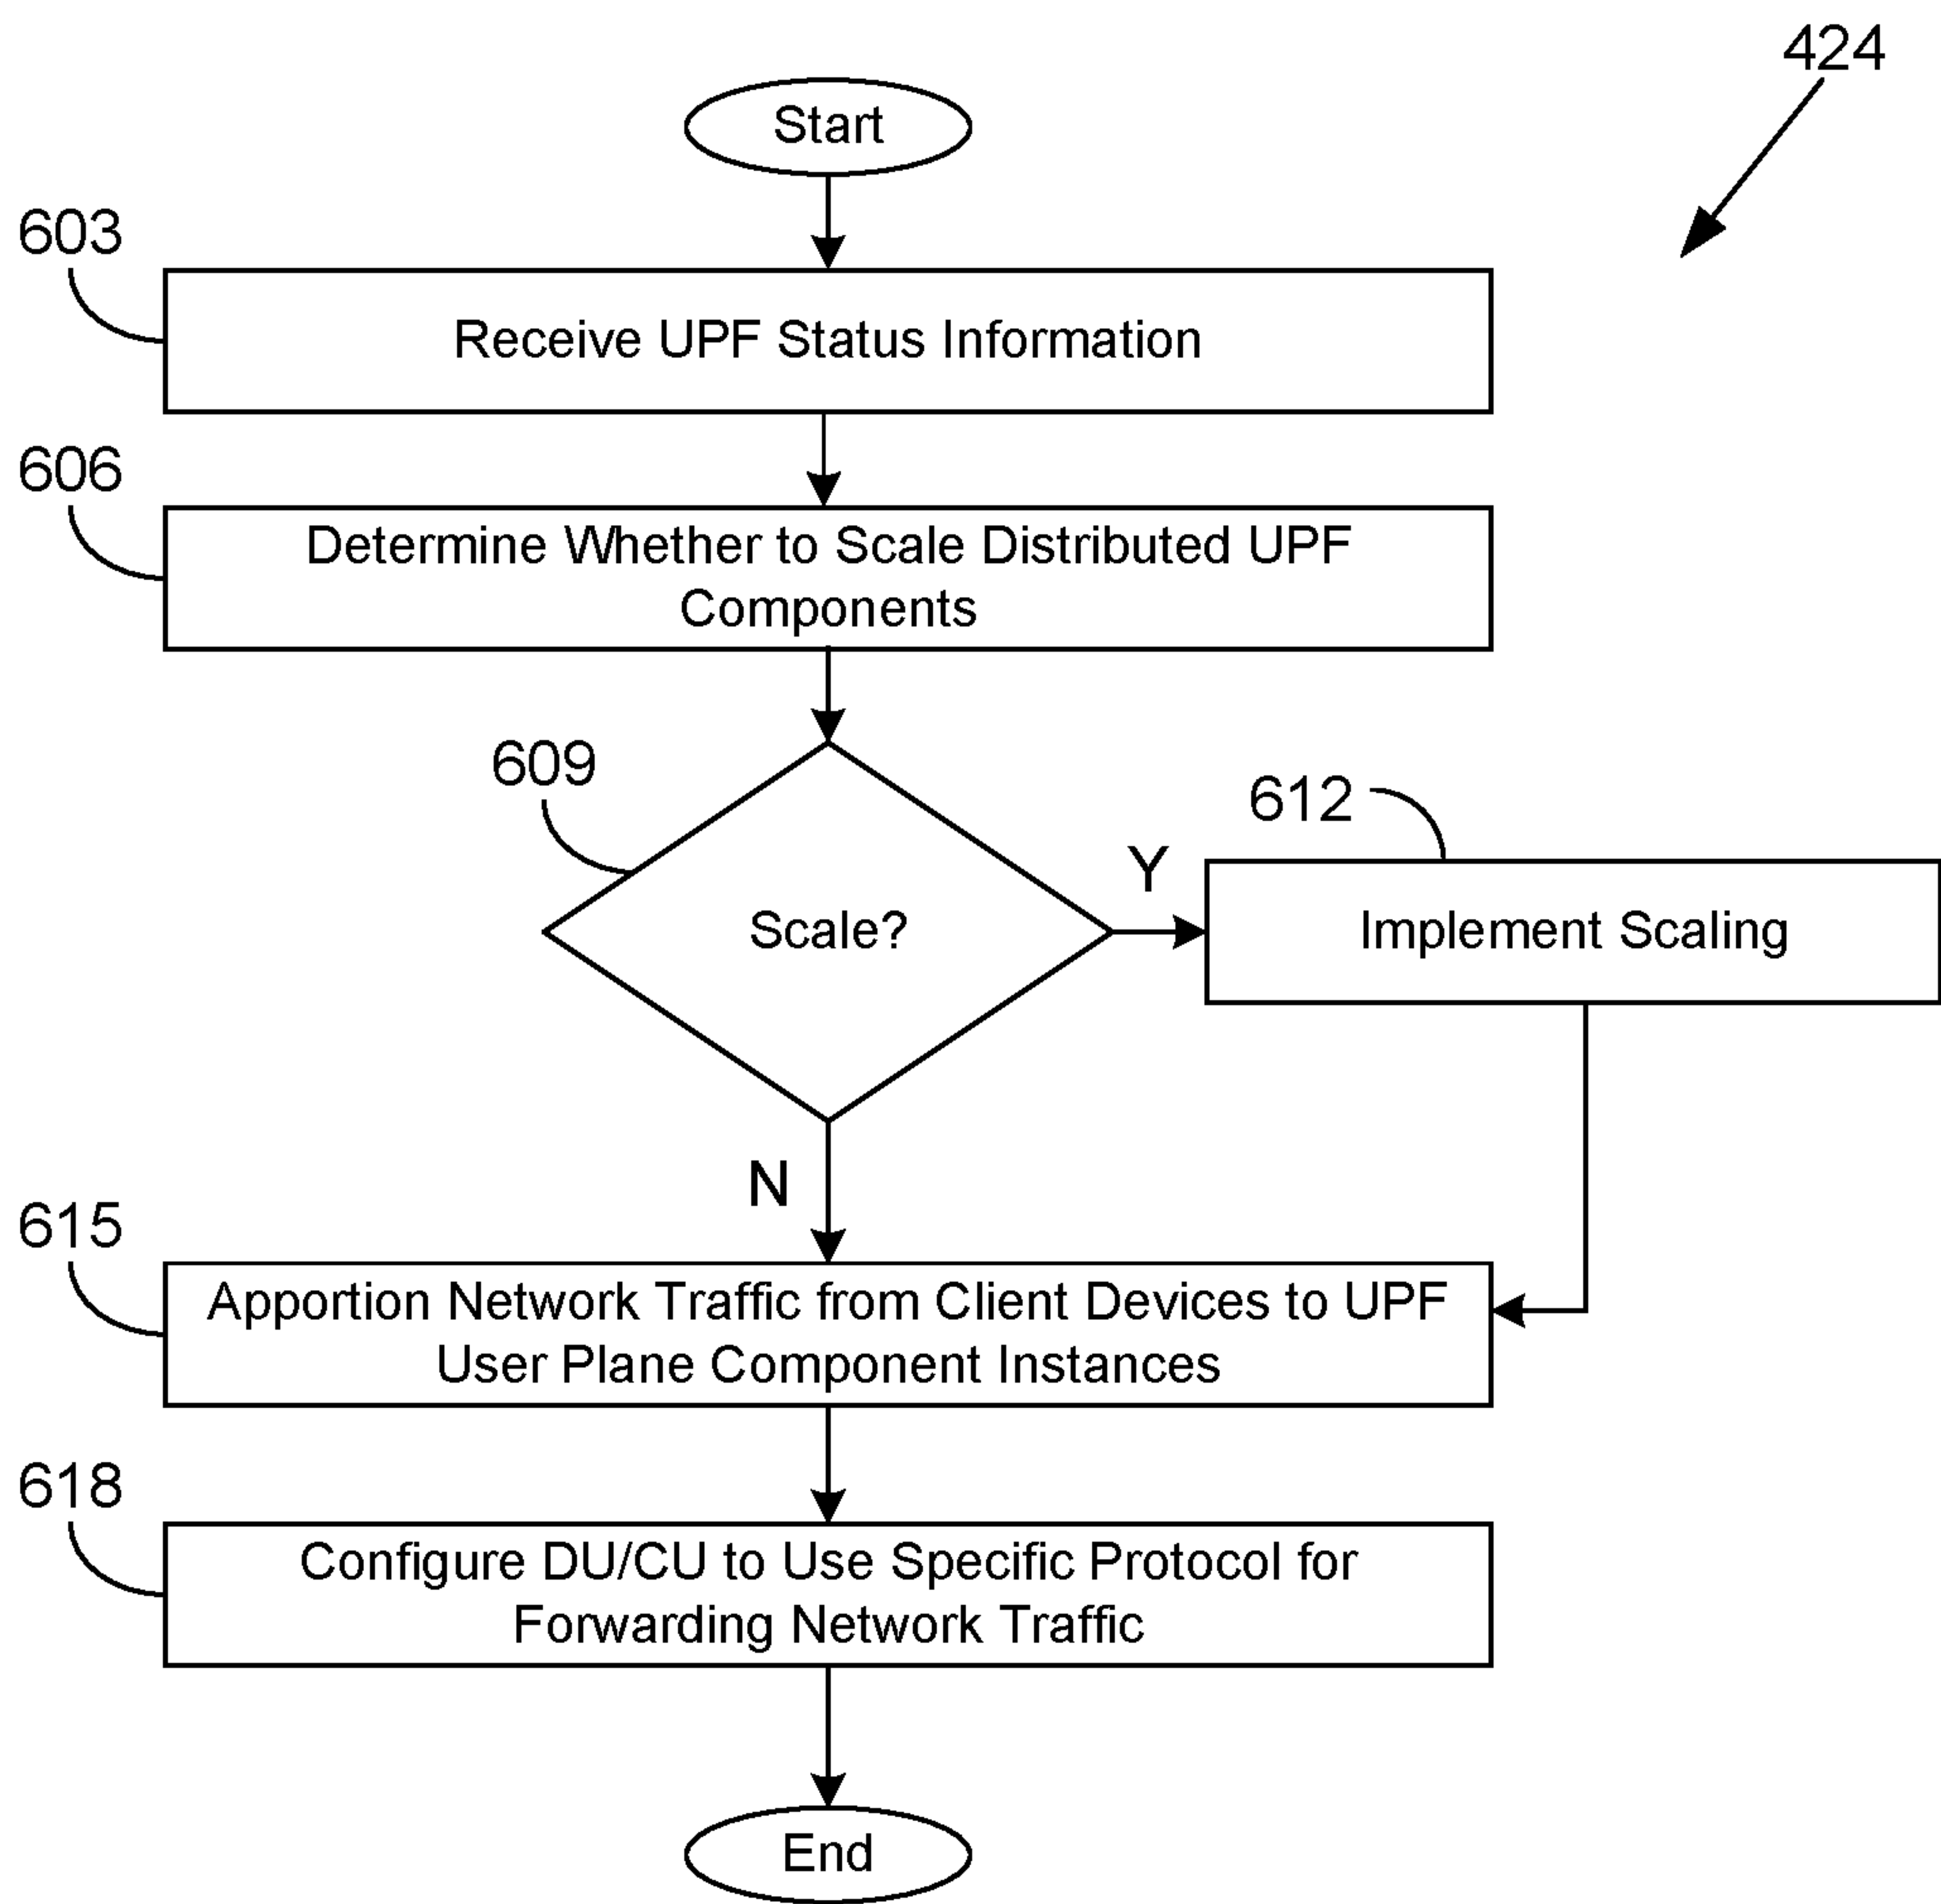 424
Start
603
Receive UPF Status Information
606
Determine Whether to Scale Distributed UPF
Components
609
Scale?
Y
612
Implement Scaling
N
615
Apportion Network Traffic from Client Devices to UPF
User Plane Component Instances
618
Configure DU/CU to Use Specific Protocol for
Forwarding Network Traffic
End